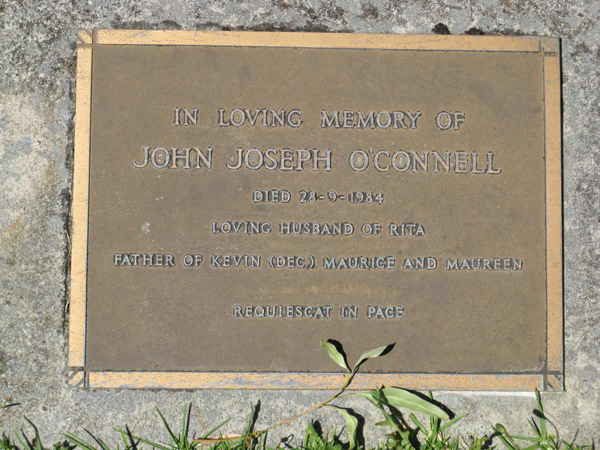 IN LOVING MEMORY OF
JOHN JOSEPH O'CONNELL
DIED 28-9-1984
LOVING HUSBAND OF RITA
FATHER OF KEVIN (DEC.), MAURICE AND MAUREEN
REQUIESCAT IN PACE